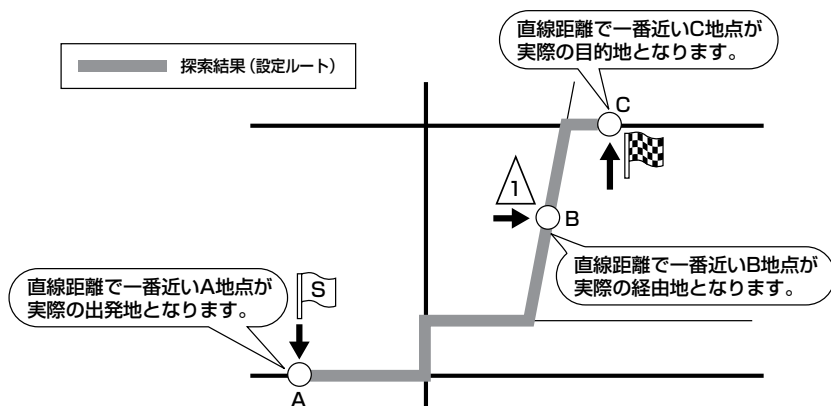 直線距離で一番近いC地点が
実際の目的地となります。
探索結果（設定ルート）
C
1
B
直線距離で一番近いB地点が
実際の経由地となります。
直線距離で一番近いA地点が
実際の出発地となります。
S
A